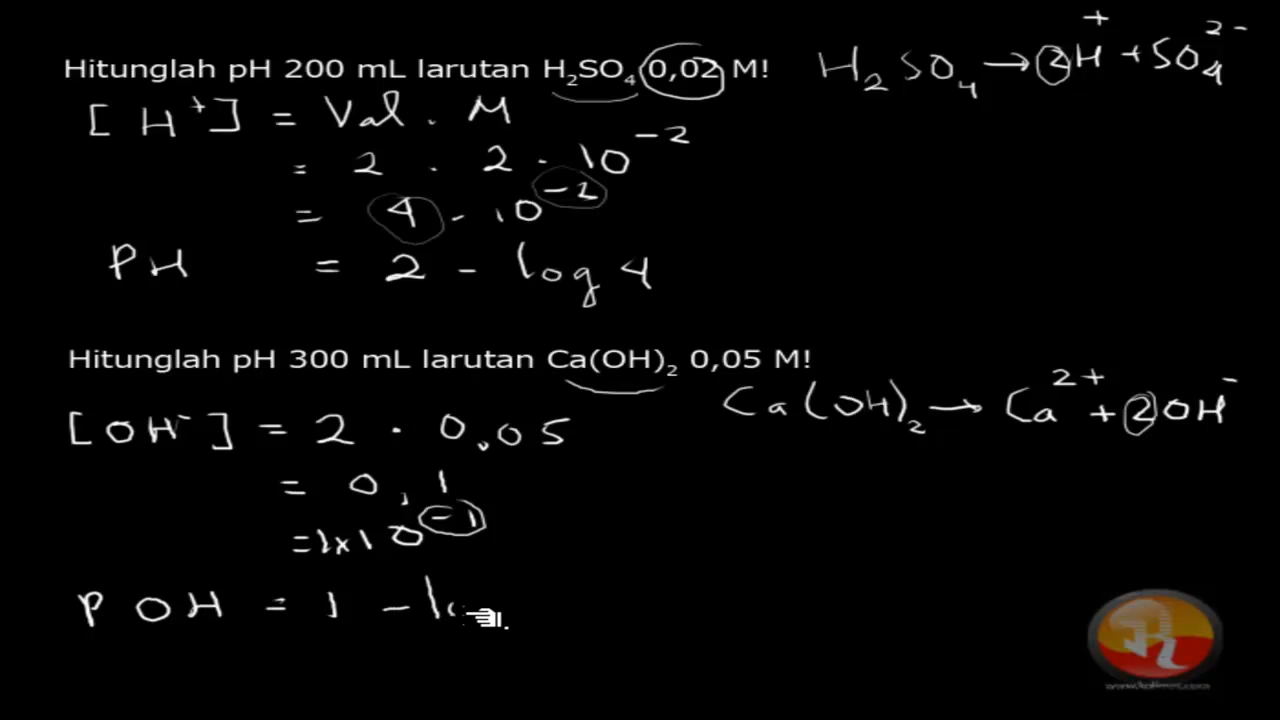 Hitunglah pH 200 mL larutan H₂SO₄ 0,02 M!
H₂SO₄ → 2H⁺ + SO₄²⁻
[H⁺] = Val . M
= 2 . 2 . 10⁻²
= 4 . 10⁻²
PH = 2 - log 4
Hitunglah pH 300 mL larutan Ca(OH)₂ 0,05 M!
Ca(OH)₂ → Ca²⁺ + 2OH⁻
[OH⁻] = 2 . 0,05
= 0,1
= 1x10⁻¹
POH = 1 -